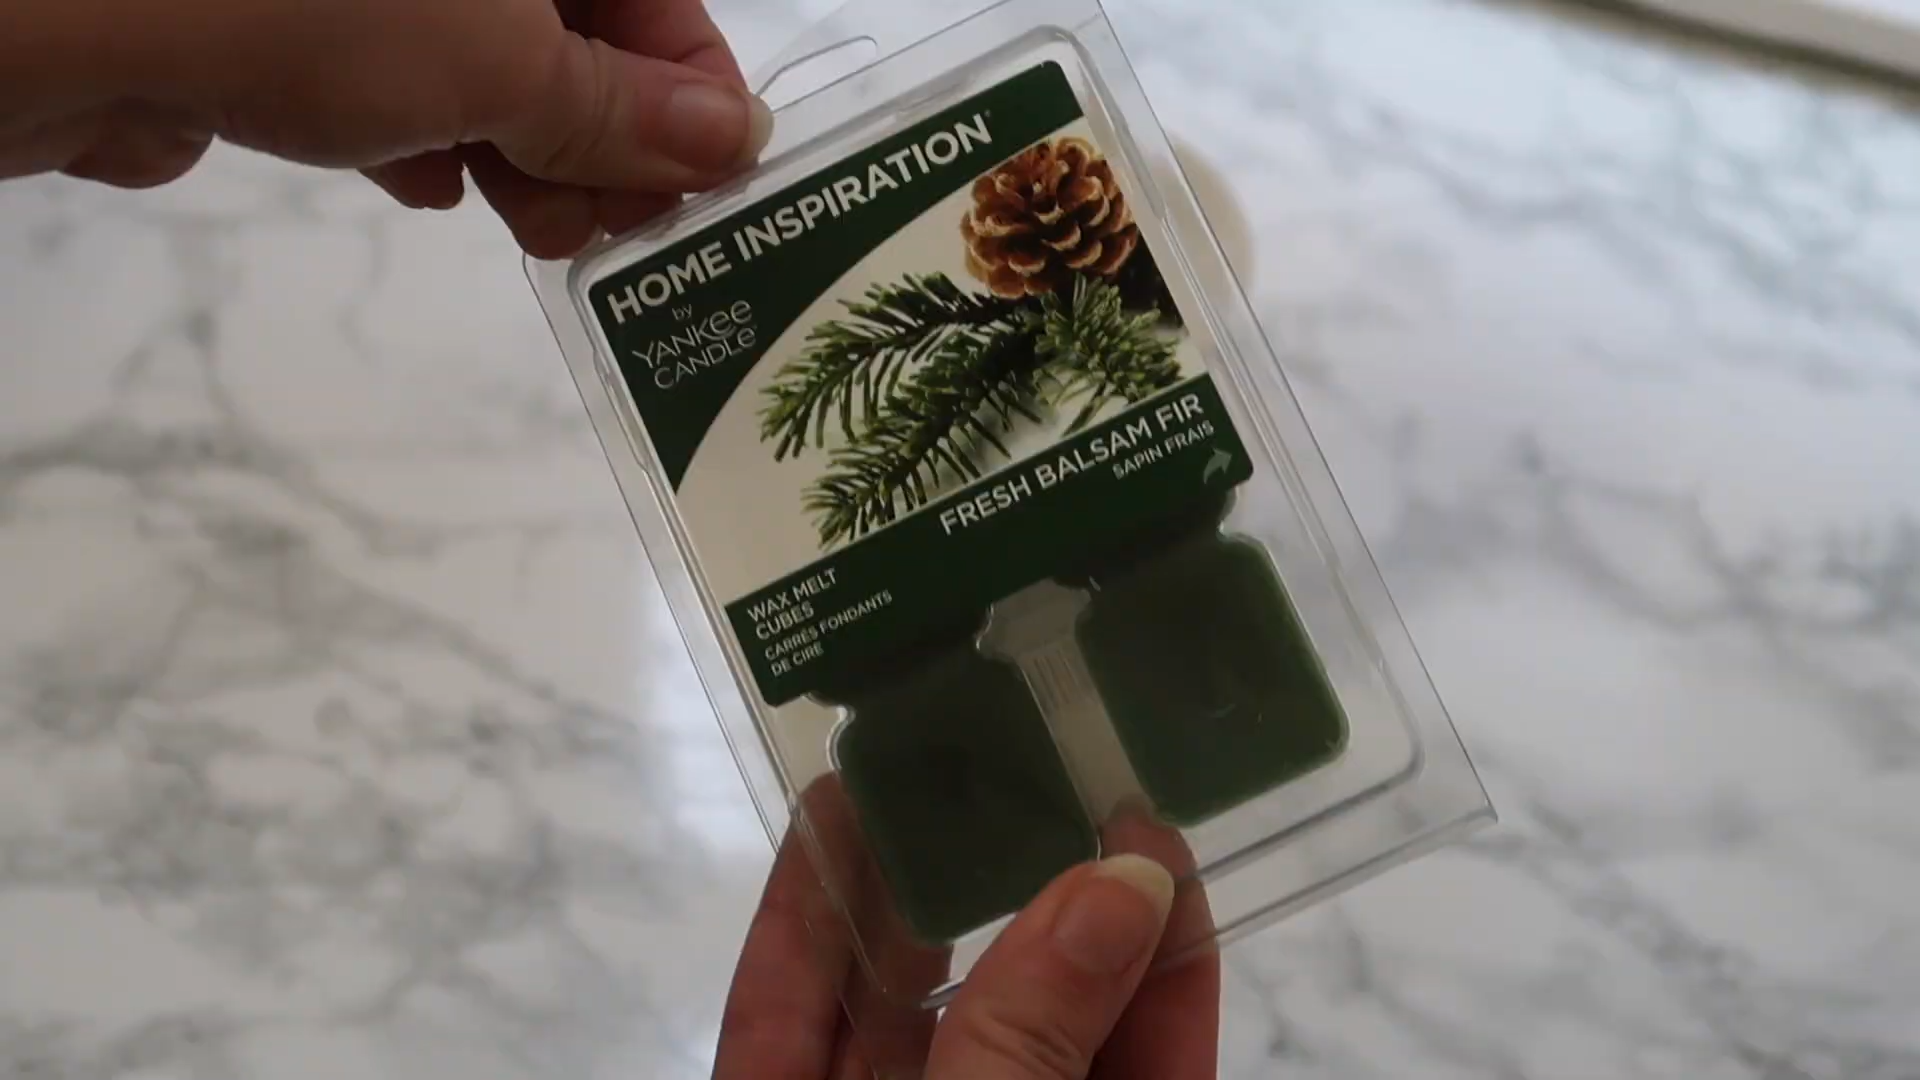 HOME INSPIRATION
by
YANKEE
CANDLE
FRESH BALSAM FIR
SAPIN FRAIS
WAX MELT
CUBES
CARRÉS FONDANTS
DE CIRE